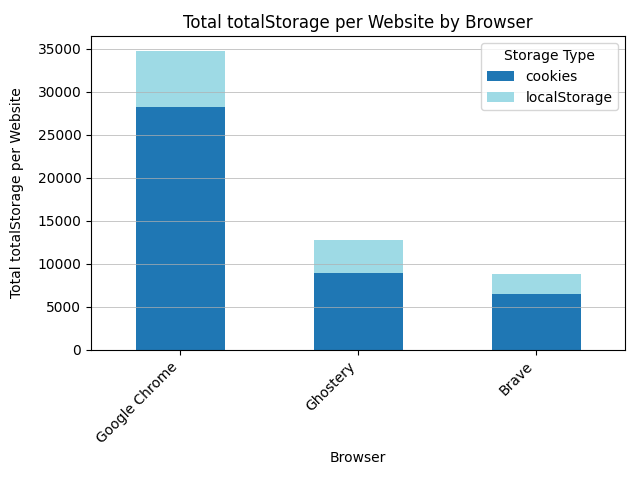 Total totalStorage per Website by Browser
Total totalStorage per Website
35000
30000
25000
20000
15000
10000
5000
0
Storage Type
cookies
localStorage
Google Chrome
Ghostery
Brave
Browser